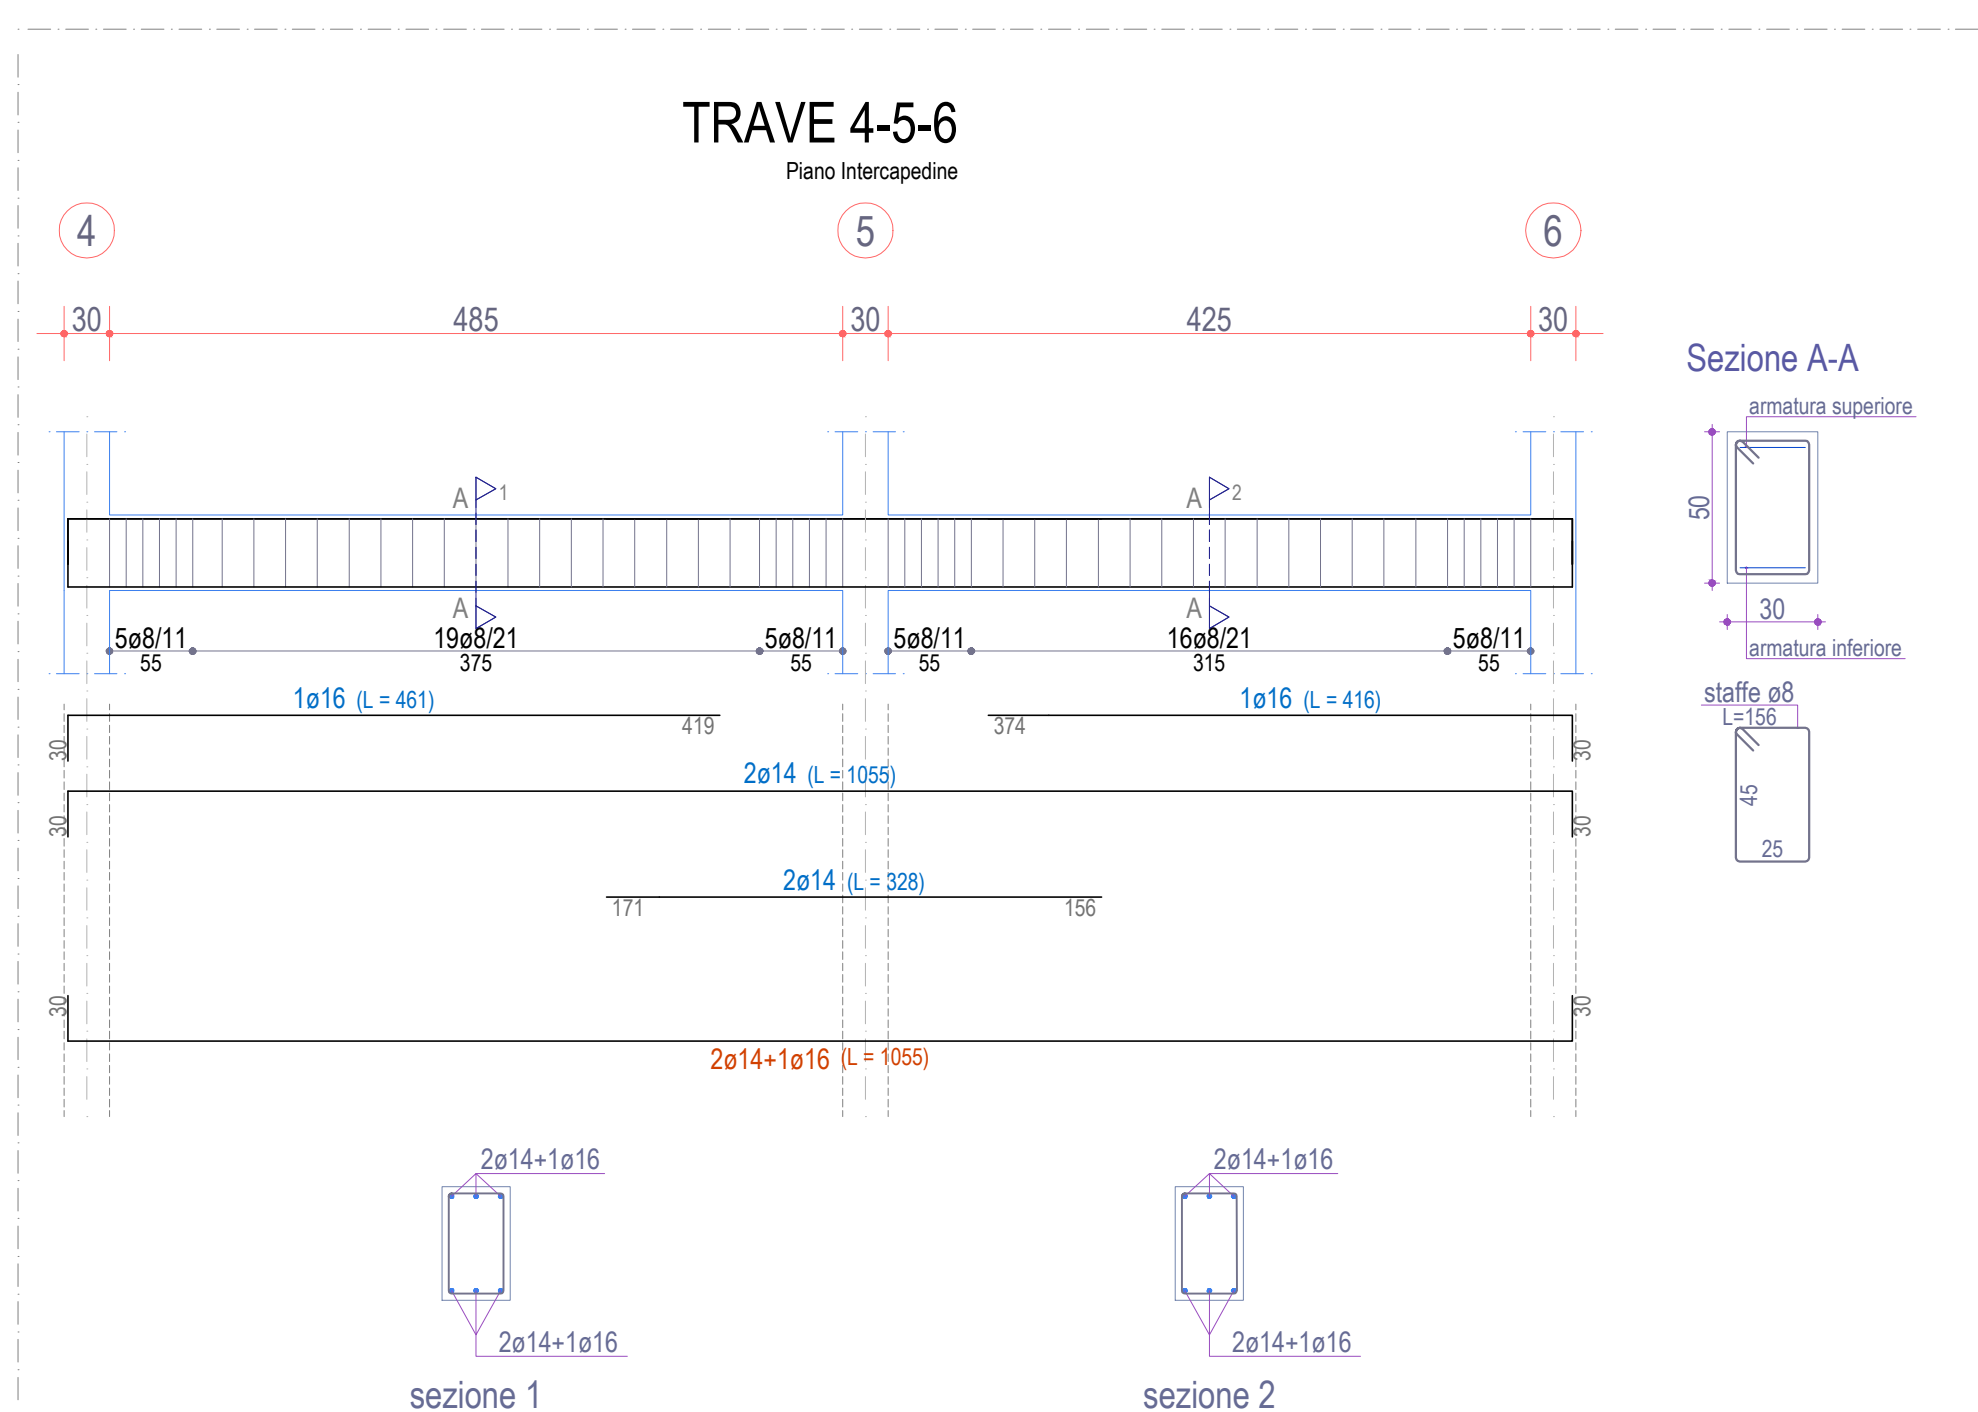 TRAVE 4-5-6
Piano Intercapedine
4 5 6
30 485 30 425 30
Sezione A-A
armatura superiore
50
30
armatura inferiore
A 1 A 2
A A
5ø8/11 19ø8/21 5ø8/11 5ø8/11 16ø8/21 5ø8/11
55 375 55 55 315 55
staffe ø8
L=156
45
25
1ø16 (L = 461) 1ø16 (L = 416)
419 374
30 30
2ø14 (L = 1055)
30 30
2ø14 (L = 328)
171 156
30 30
2ø14+1ø16 (L = 1055)
2ø14+1ø16 2ø14+1ø16
2ø14+1ø16 2ø14+1ø16
sezione 1 sezione 2